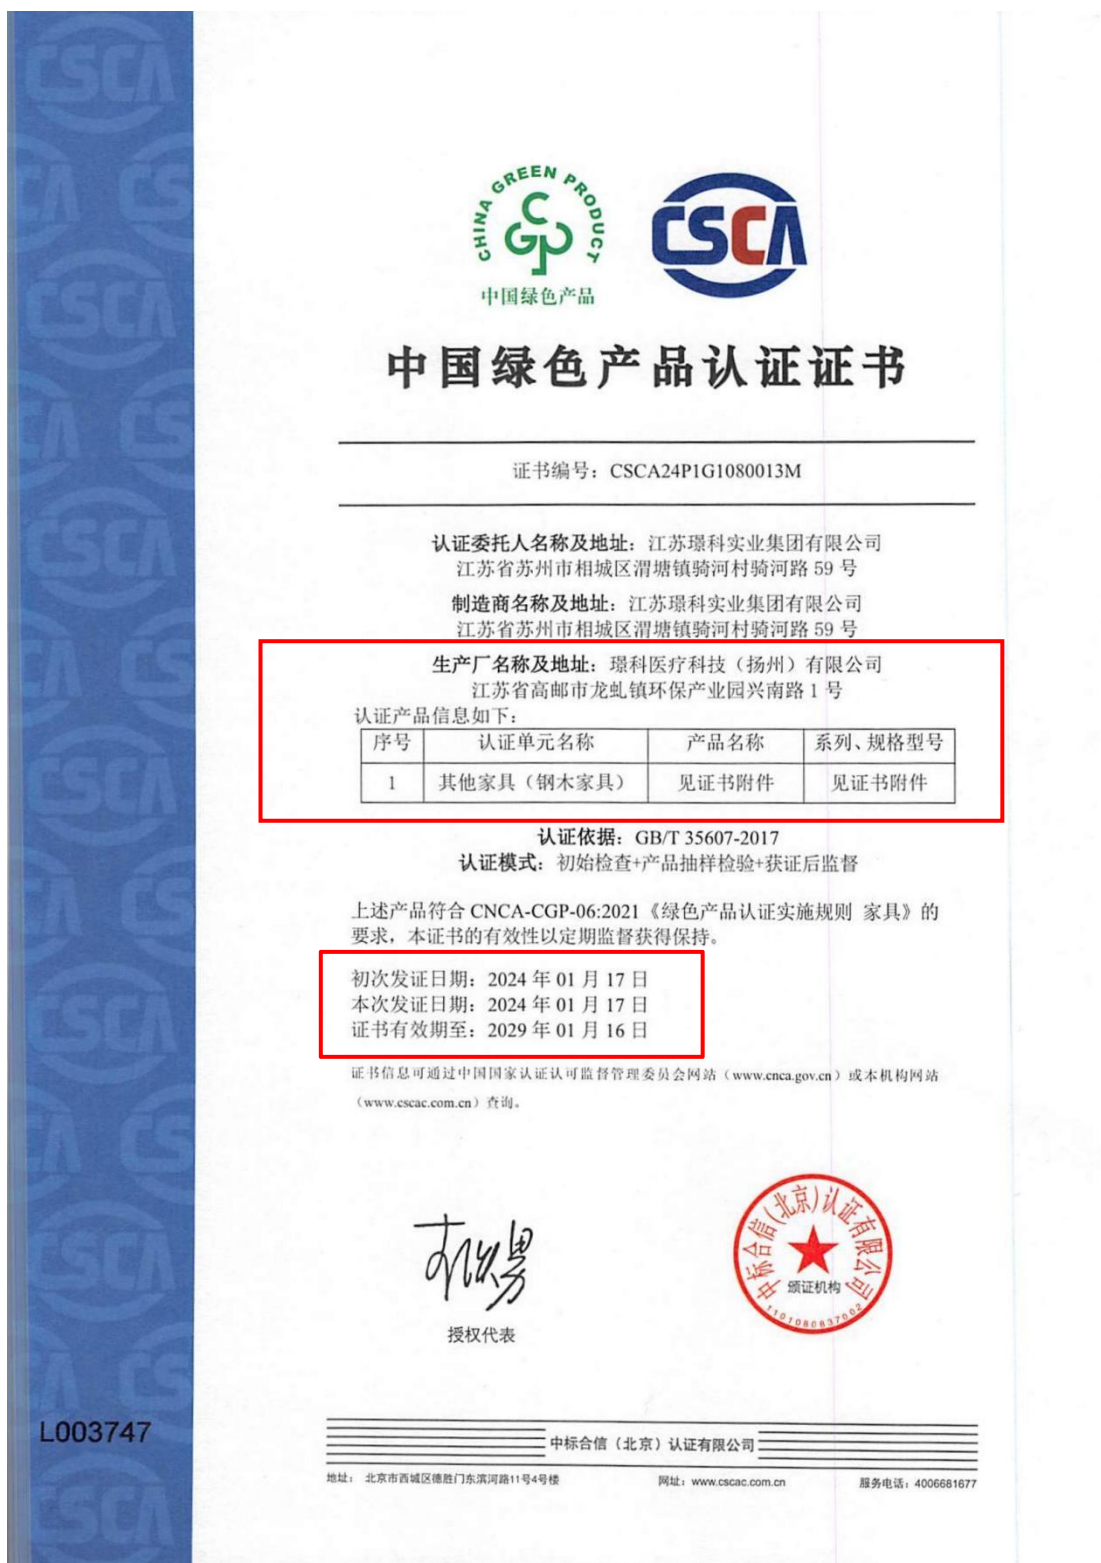 CHINA GREEN PRODUCT
CGP
中国绿色产品
CSCA
中国绿色产品认证证书
证书编号：CSCA24P1G1080013M
认证委托人名称及地址：江苏璟科实业集团有限公司
江苏省苏州市相城区渭塘镇骑河村骑河路 59 号
制造商名称及地址：江苏璟科实业集团有限公司
江苏省苏州市相城区渭塘镇骑河村骑河路 59 号
生产厂名称及地址：璟科医疗科技（扬州）有限公司
江苏省高邮市龙虬镇环保产业园兴南路 1 号
认证产品信息如下：
序号 认证单元名称 产品名称 系列、规格型号
1 其他家具（钢木家具） 见证书附件 见证书附件
认证依据：GB/T 35607-2017
认证模式：初始检查+产品抽样检验+获证后监督
上述产品符合 CNCA-CGP-06:2021《绿色产品认证实施规则 家具》的
要求，本证书的有效性以定期监督获得保持。
初次发证日期：2024 年 01 月 17 日
本次发证日期：2024 年 01 月 17 日
证书有效期至：2029 年 01 月 16 日
证书信息可通过中国国家认证认可监督管理委员会网站（www.cnca.gov.cn）或本机构网站
（www.cscac.com.cn）查询。
中标合信（北京）认证有限公司
颁证机构
1101080837002
授权代表
L003747
中标合信（北京）认证有限公司
地址： 北京市西城区德胜门东滨河路11号4号楼 网址：www.cscac.com.cn 服务电话：4006681677